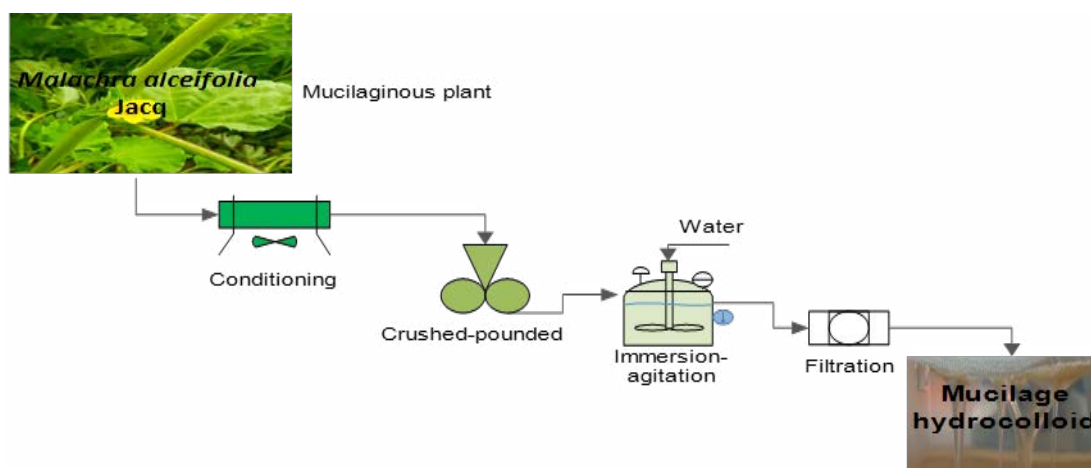 Malachra alceifolia
Jacq
Mucilaginous plant
Water
Conditioning
Crushed-pounded
Immersion-
agitation
Filtration
Mucilage
hydrocolloid